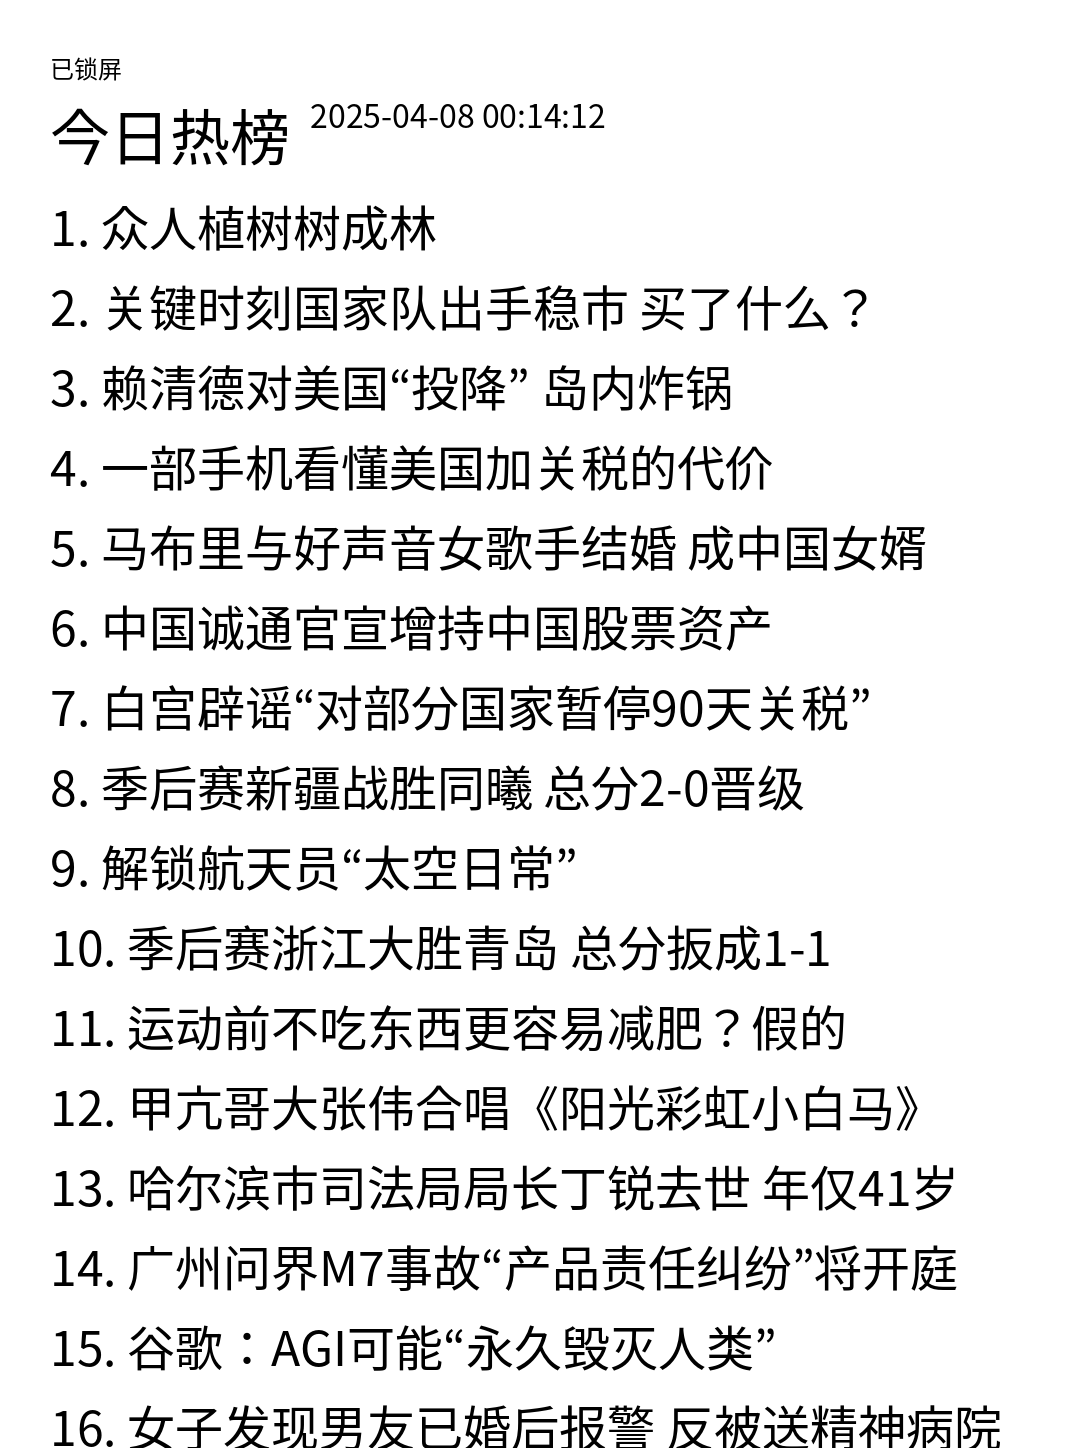 已锁屏
今日热榜 2025-04-08 00:14:12
1. 众人植树树成林
2. 关键时刻国家队出手稳市 买了什么？
3. 赖清德对美国“投降” 岛内炸锅
4. 一部手机看懂美国加关税的代价
5. 马布里与好声音女歌手结婚 成中国女婿
6. 中国诚通官宣增持中国股票资产
7. 白宫辟谣“对部分国家暂停90天关税”
8. 季后赛新疆战胜同曦 总分2-0晋级
9. 解锁航天员“太空日常”
10. 季后赛浙江大胜青岛 总分扳成1-1
11. 运动前不吃东西更容易减肥？假的
12. 甲亢哥大张伟合唱《阳光彩虹小白马》
13. 哈尔滨市司法局局长丁锐去世 年仅41岁
14. 广州问界M7事故“产品责任纠纷”将开庭
15. 谷歌：AGI可能“永久毁灭人类”
16. 女子发现男友已婚后报警 反被送精神病院